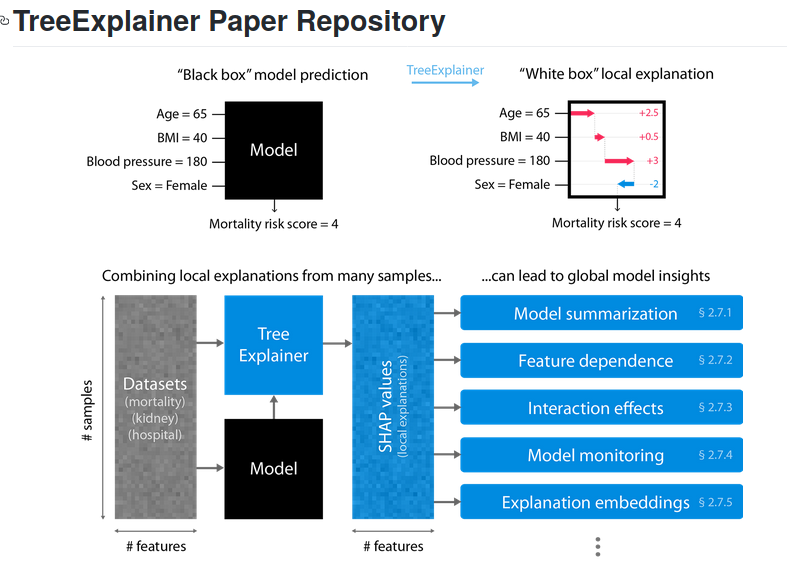 TreeExplainer Paper Repository
"Black box" model prediction
TreeExplainer
"White box" local explanation
Age = 65
BMI = 40
Blood pressure = 180
Sex = Female
Model
Mortality risk score = 4
Age = 65
+2.5
BMI = 40
+0.5
Blood pressure = 180
+3
Sex = Female
-2
Mortality risk score = 4
Combining local explanations from many samples...
...can lead to global model insights
# samples
Datasets
(mortality)
(kidney)
(hospital)
# features
Tree
Explainer
Model
SHAP values
(local explanations)
# features
Model summarization § 2.7.1
Feature dependence § 2.7.2
Interaction effects § 2.7.3
Model monitoring § 2.7.4
Explanation embeddings § 2.7.5